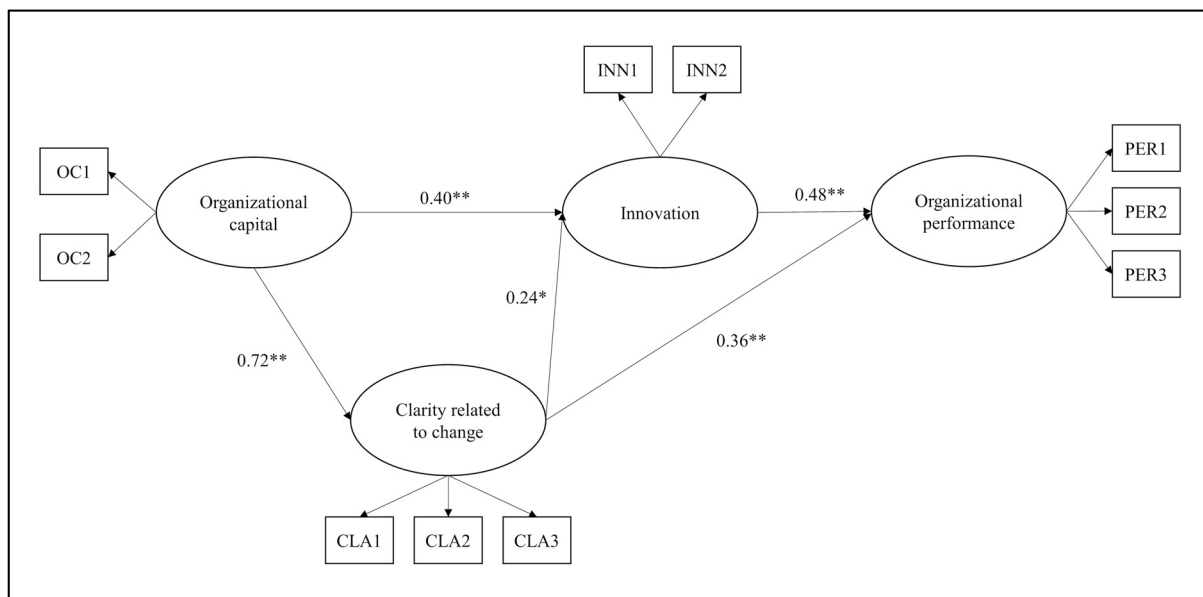 INN1
INN2
OC1
OC2
Organizational
capital
0.40**
Innovation
0.48**
Organizational
performance
PER1
PER2
PER3
0.24*
0.72**
0.36**
Clarity related
to change
CLA1
CLA2
CLA3